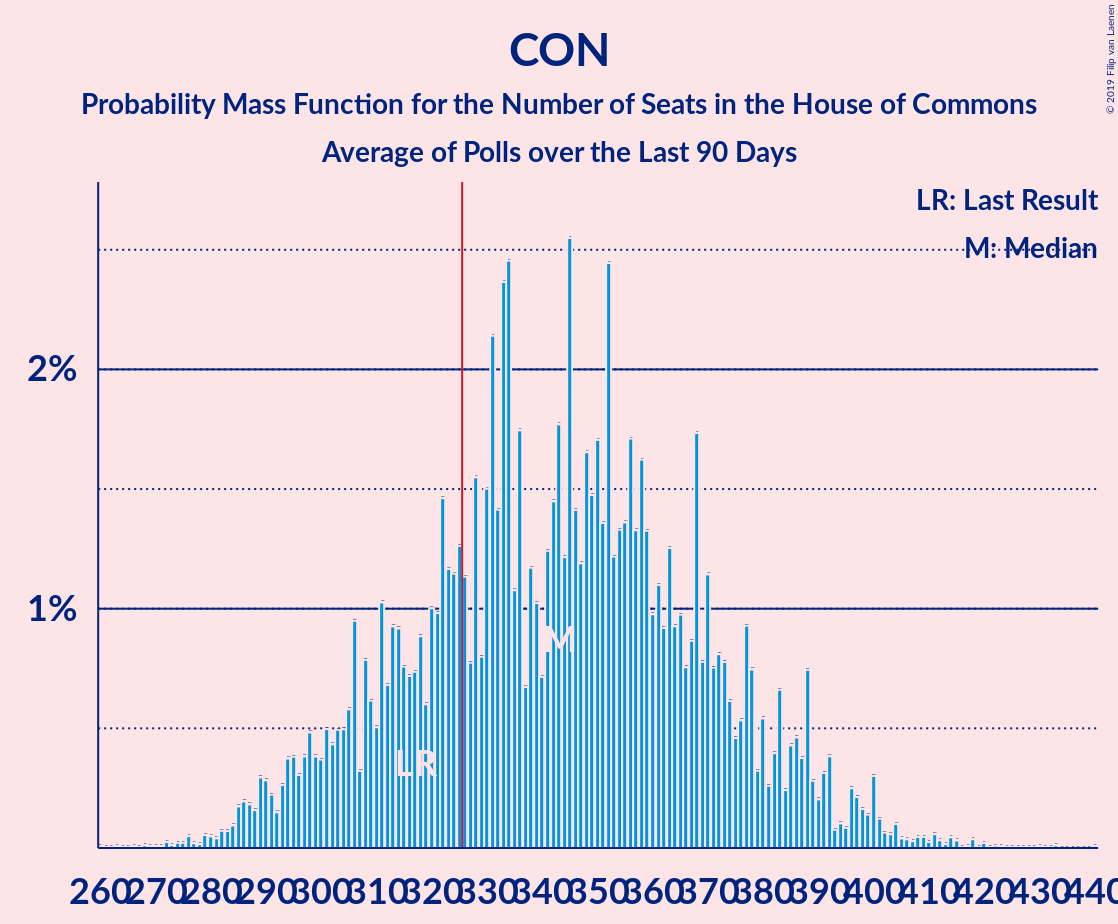 CON
Probability Mass Function for the Number of Seats in the House of Commons
Average of Polls over the Last 90 Days
© 2019 Filip van Laenen
LR: Last Result
M: Median
2%
1%
M
LR
260 270 280 290 300 310 320 330 340 350 360 370 380 390 400 410 420 430 440